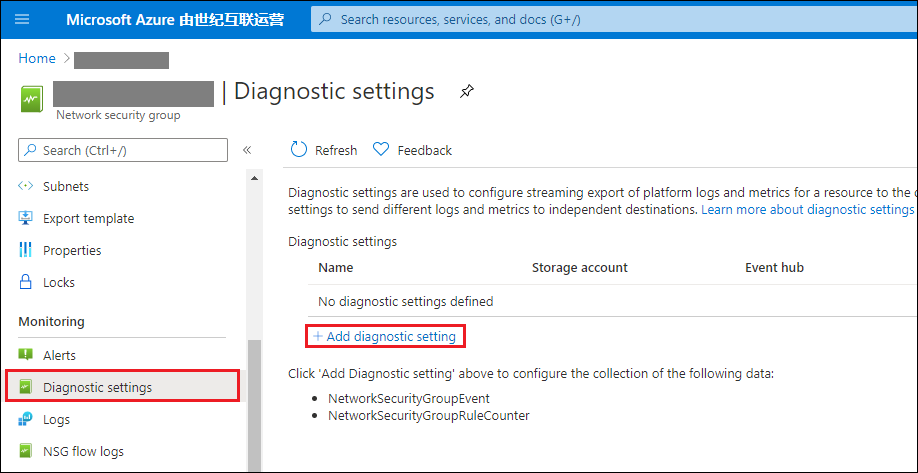 Microsoft Azure 由世纪互联运营
Search resources, services, and docs (G+/)
Home >
| Diagnostic settings
Network security group
Search (Ctrl+/)
«
Refresh
Feedback
Subnets
Export template
Properties
Locks
Monitoring
Alerts
Diagnostic settings
Logs
NSG flow logs
Diagnostic settings are used to configure streaming export of platform logs and metrics for a resource to the
settings to send different logs and metrics to independent destinations. Learn more about diagnostic settings
Diagnostic settings
Name Storage account Event hub
No diagnostic settings defined
+ Add diagnostic setting
Click 'Add Diagnostic setting' above to configure the collection of the following data:
• NetworkSecurityGroupEvent
• NetworkSecurityGroupRuleCounter